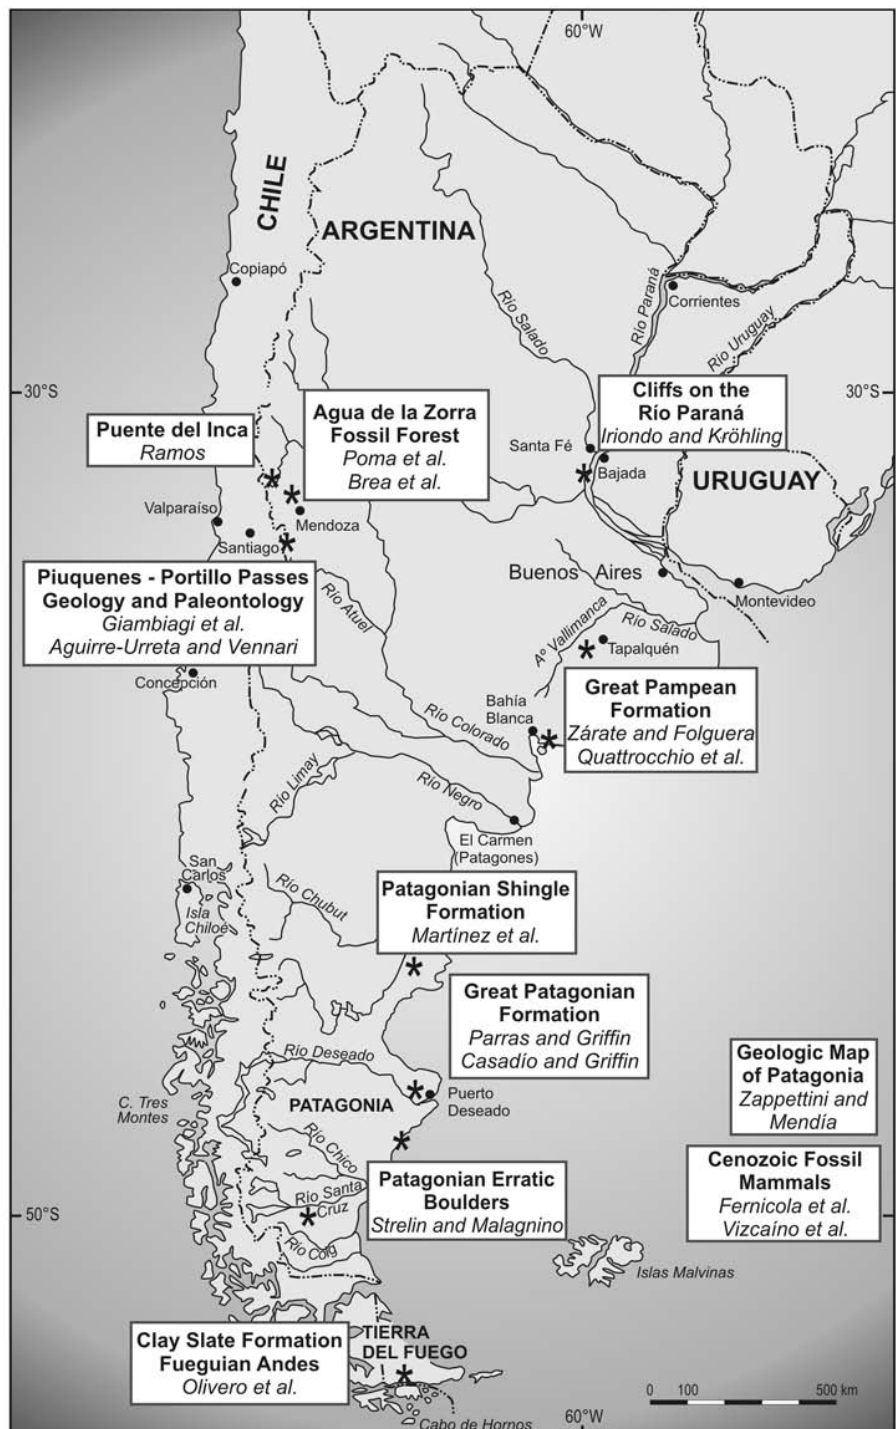 60°W
CHILE
ARGENTINA
Copiapó
Río Salado
Río Paraná
Corrientes
Río Uruguay
30°S
30°S
Puente del Inca
Ramos
Agua de la Zorra
Fossil Forest
Poma et al.
Brea et al.
Cliffs on the
Río Paraná
Iriondo and Kröhling
Santa Fé
Bajada
URUGUAY
Valparaíso
Mendoza
Santiago
Piuquenes - Portillo Passes
Geology and Paleontology
Giambiagi et al.
Aguirre-Urreta and Vennari
Río Atuel
Buenos Aires
Montevideo
Aº Vallimanca
Río Salado
Tapalquén
Concepción
Bahía
Blanca
Great Pampean
Formation
Zárate and Folguera
Quattrocchio et al.
Río Colorado
Río Limay
Río Negro
El Carmen
(Patagones)
San
Carlos
Isla
Chiloé
Río Chubut
Patagonian Shingle
Formation
Martínez et al.
Great Patagonian
Formation
Parras and Griffin
Casadío and Griffin
Río Deseado
Geologic Map
of Patagonia
Zappettini and
Mendía
C. Tres
Montes
PATAGONIA
Puerto
Deseado
Río Chico
Cenozoic Fossil
Mammals
Fernicola et al.
Vizcaíno et al.
Patagonian Erratic
Boulders
Strelin and Malagnino
Río Santa
Cruz
50°S
50°S
Río Coig
Islas Malvinas
Clay Slate Formation
Fueguian Andes
Olivero et al.
TIERRA
DEL FUEGO
0 100 500 km
Cabo de Hornos
60°W